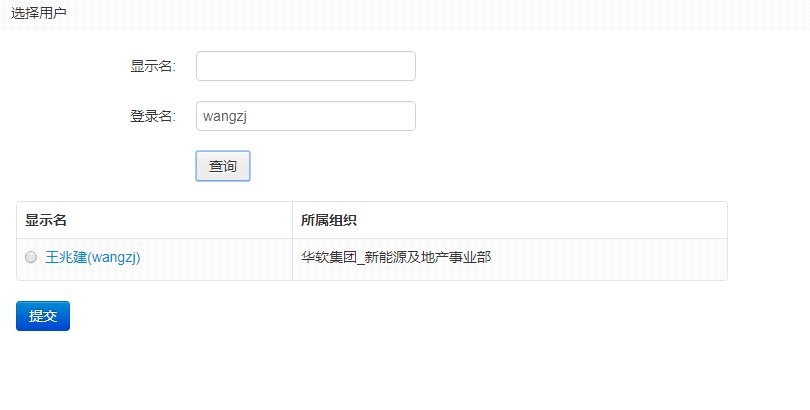 选择用户
显示名:
登录名: wangzj
查询
显示名 所属组织
王兆建(wangzj) 华软集团_新能源及地产事业部
提交